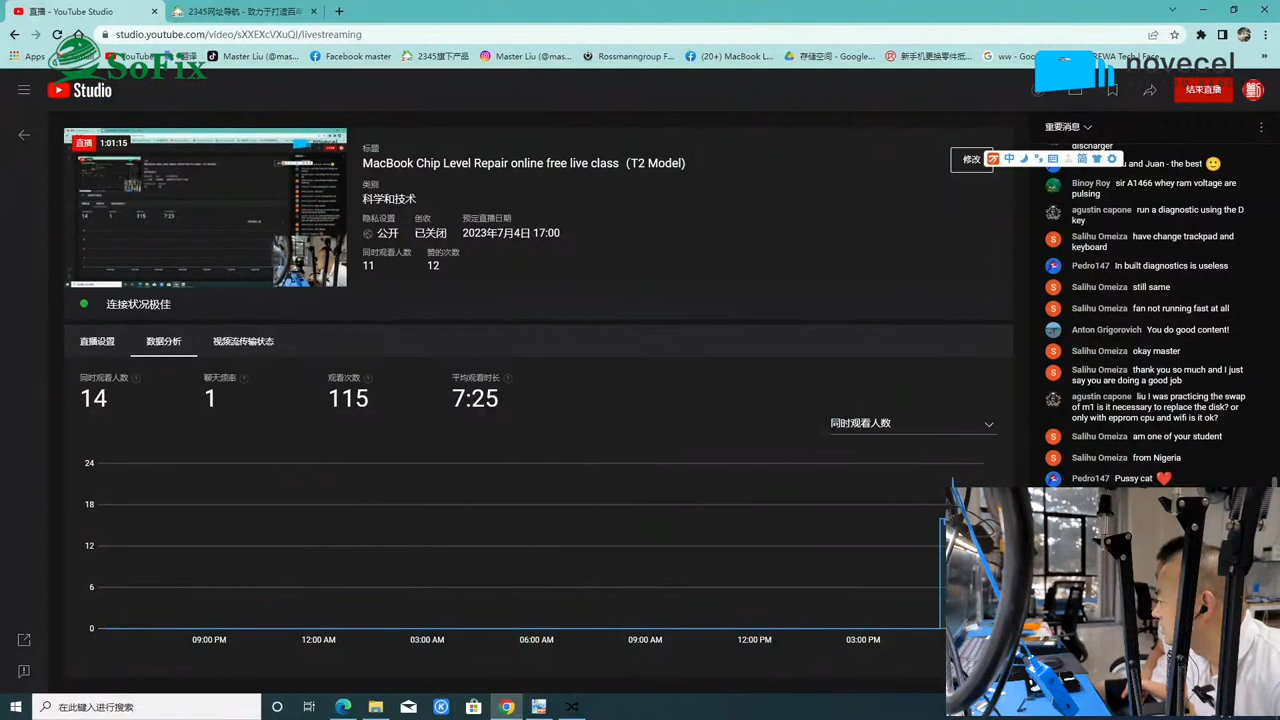 直播 - YouTube Studio
2345网址导航 - 致力于打造百年
studio.youtube.com/video/sXXEXcVXuQI/livestreaming
Apps
YouTube
翻译
Master Liu (@mas...
Facebook master
2345旗下产品
Master Liu (@mas...
Rossmanngroup F...
(20+) MacBook L...
存储空间 - Google...
新手机更换零件抵...
ww - Goog
REWA Tech | Face...
SoFix
novecel
Studio
结束直播
直播 1:01:15
标题
MacBook Chip Level Repair online free live class（T2 Model)
类别
科学和技术
隐私设置
创收
公开
已关闭
2023年7月4日 17:00
同时观看人数
赞的次数
11
12
修改
中
简
连接状况极佳
直播设置
数据分析
视频流传输状态
同时观看人数
聊天频率
观看次数
平均观看时长
14
1
115
7:25
同时观看人数
24
18
12
6
0
09:00 PM
12:00 AM
03:00 AM
06:00 AM
09:00 AM
12:00 PM
03:00 PM
重要消息
discharger
u and Juan - the best
Binoy Roy sir A1466 when even voltage are
pulsing
agustin capone run a diagnostic using the D
key
Salihu Omeiza have change trackpad and
keyboard
Pedro147 In built diagnostics is useless
Salihu Omeiza still same
Salihu Omeiza fan not running fast at all
Anton Grigorovich You do good content!
Salihu Omeiza okay master
Salihu Omeiza thank you so much and I just
say you are doing a good job
agustin capone liu I was practicing the swap
of m1 is it necessary to replace the disk? or
only with epprom cpu and wifi is it ok?
Salihu Omeiza am one of your student
Salihu Omeiza from Nigeria
Pedro147 Pussy cat
在此键入进行搜索